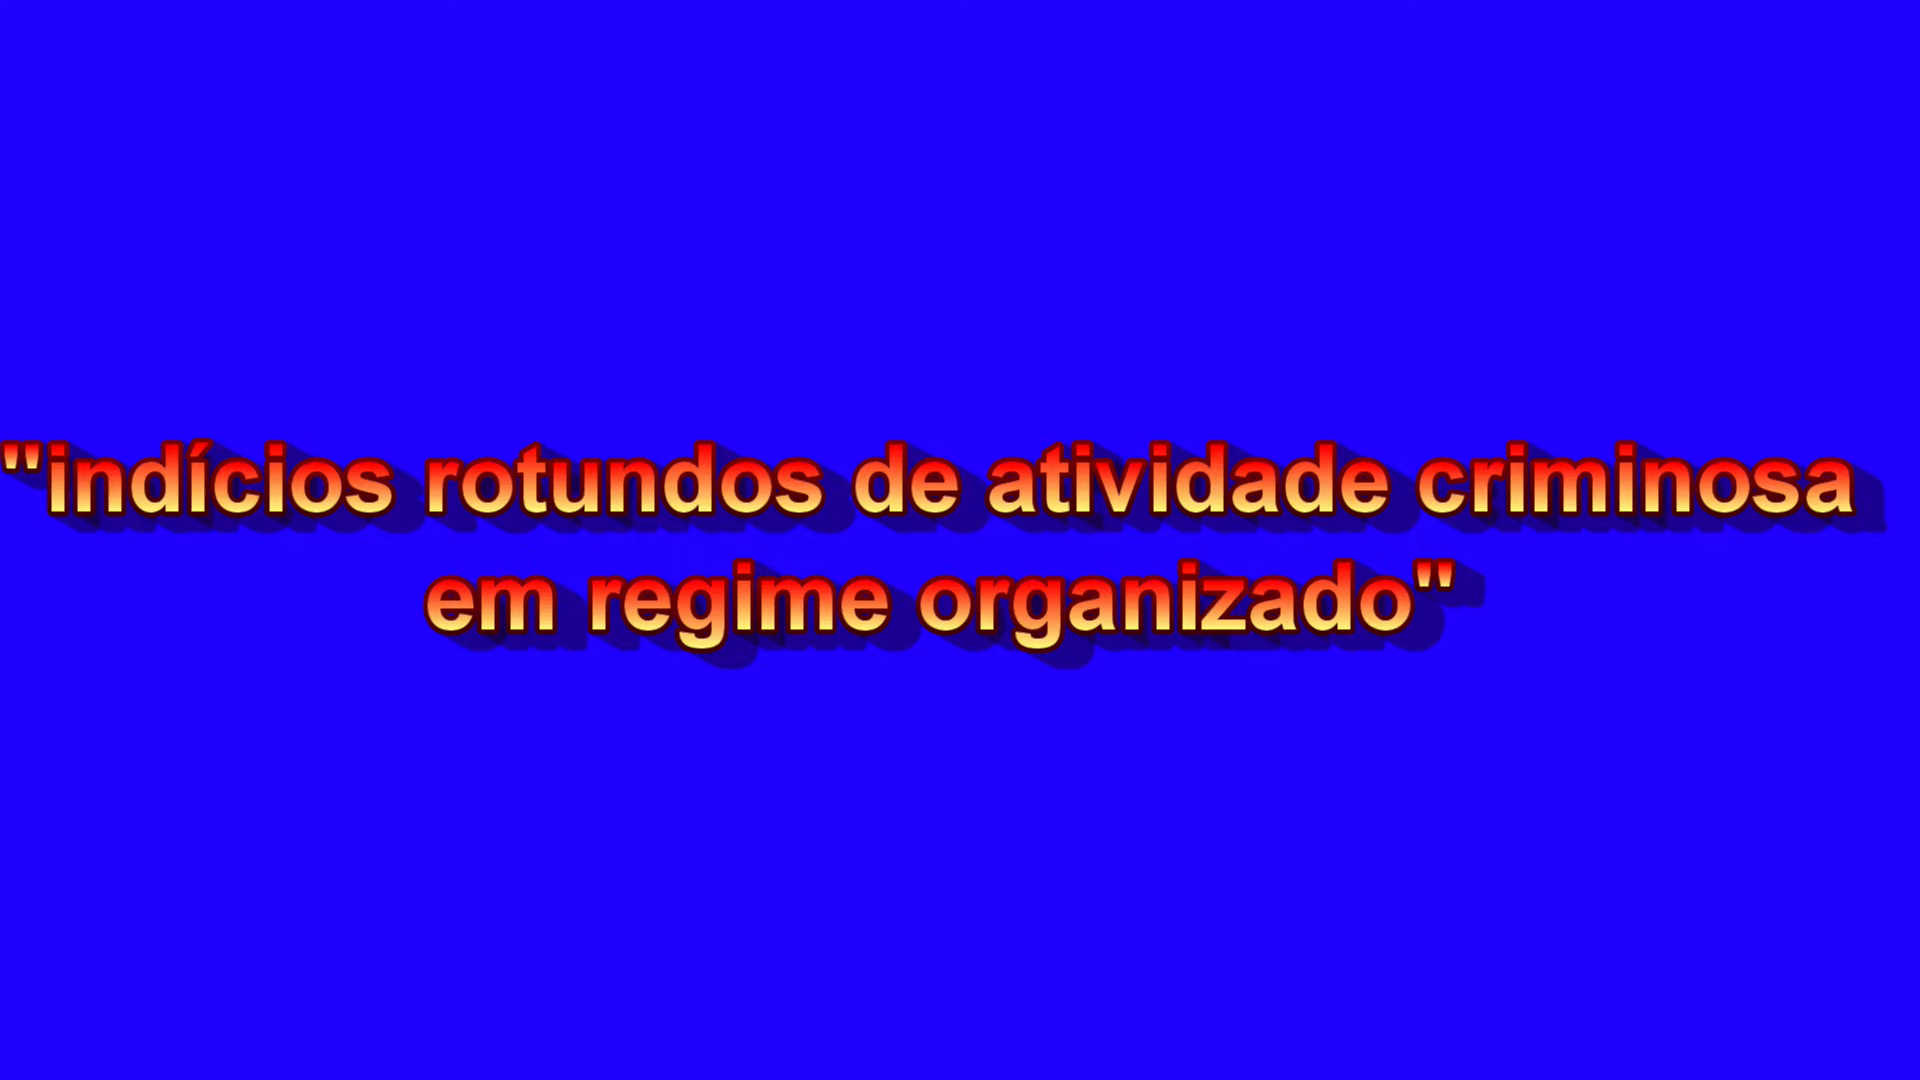 "indícios rotundos de atividade criminosa
em regime organizado"